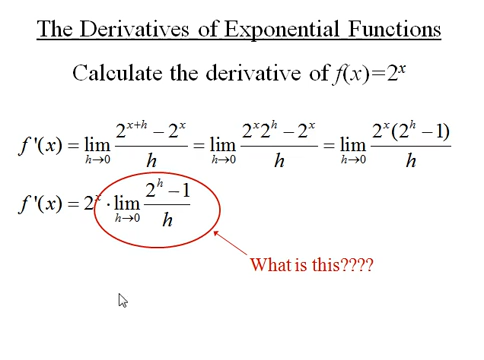 The Derivatives of Exponential Functions
Calculate the derivative of f(x)=2^x
f '(x) = lim_{h→0} (2^{x+h} − 2^x)/h = lim_{h→0} (2^x 2^h − 2^x)/h = lim_{h→0} (2^x(2^h − 1))/h
f '(x) = 2^x · lim_{h→0} (2^h − 1)/h
What is this????